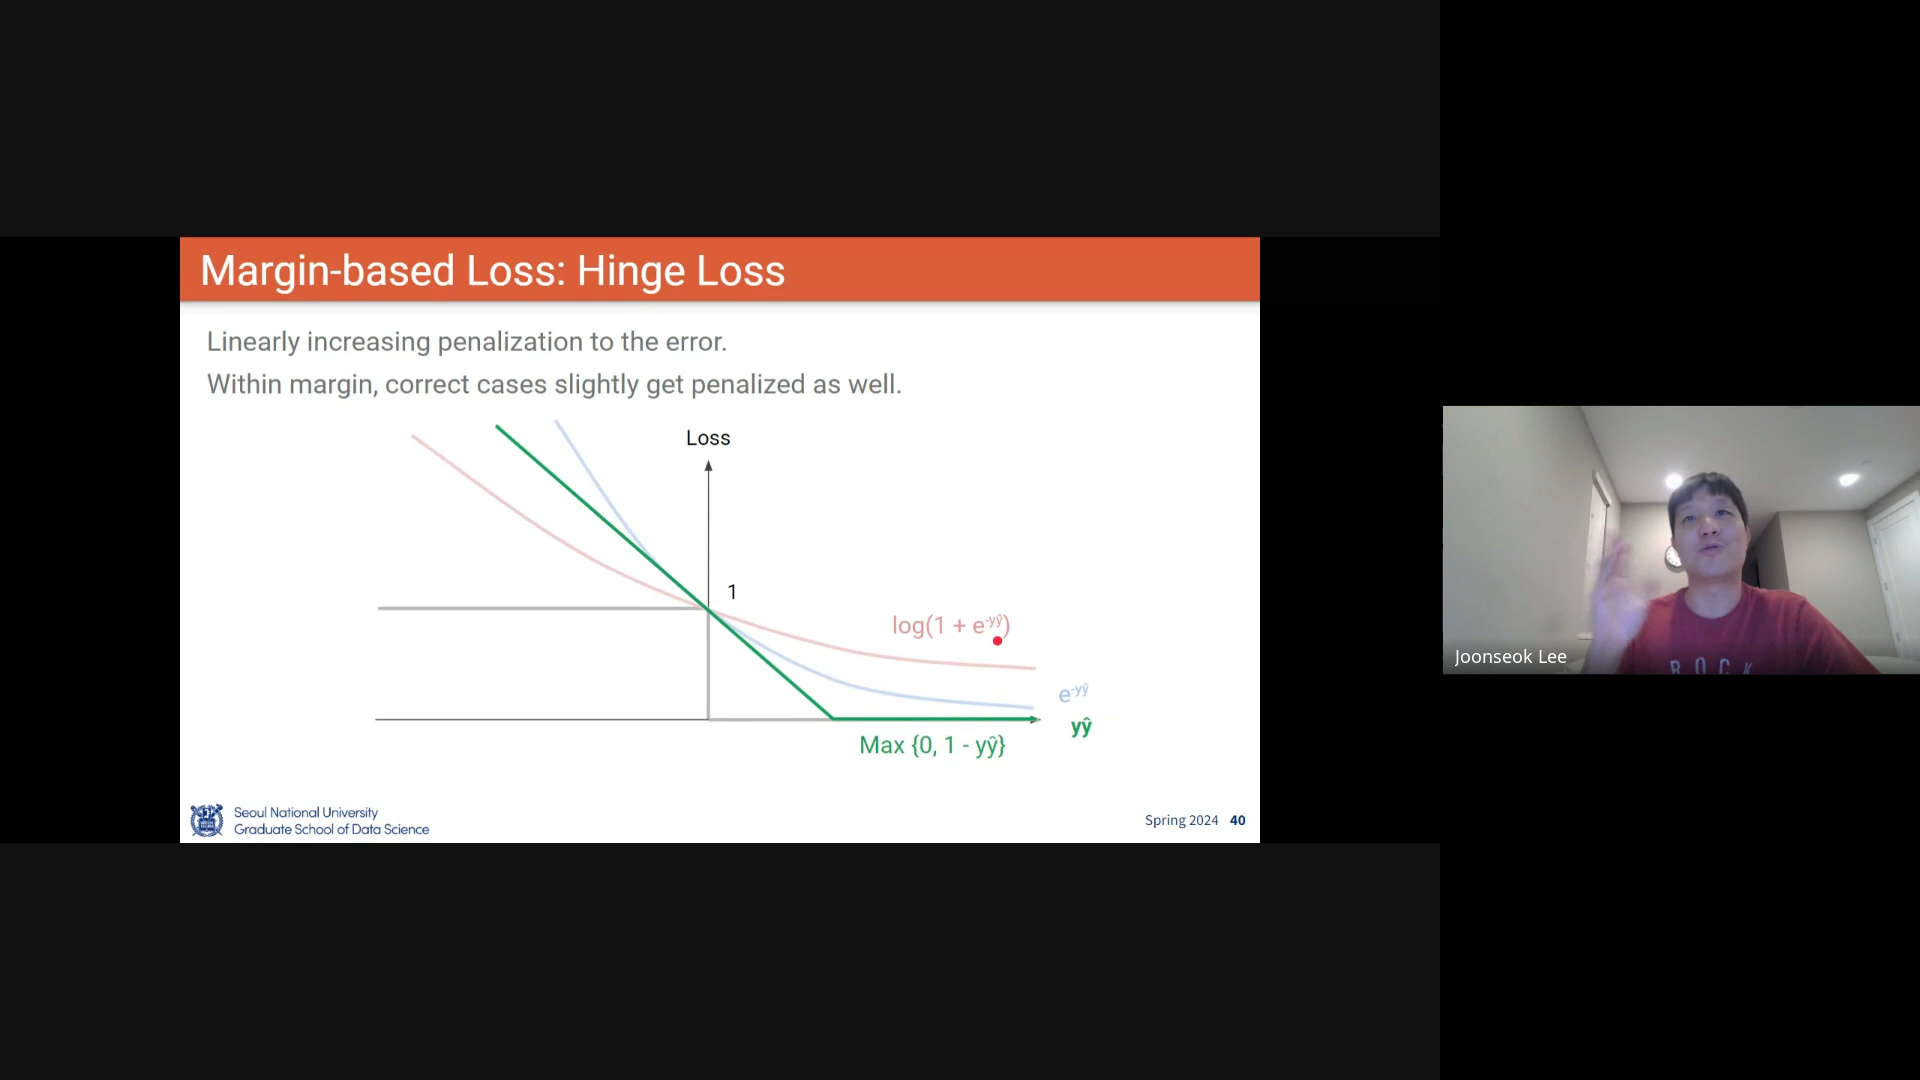 Margin-based Loss: Hinge Loss
Linearly increasing penalization to the error.
Within margin, correct cases slightly get penalized as well.
Loss
1
log(1 + e^-yŷ)
e^-yŷ
yŷ
Max {0, 1 - yŷ}
Seoul National University
Graduate School of Data Science
Spring 2024 40
Joonseok Lee
ROCK